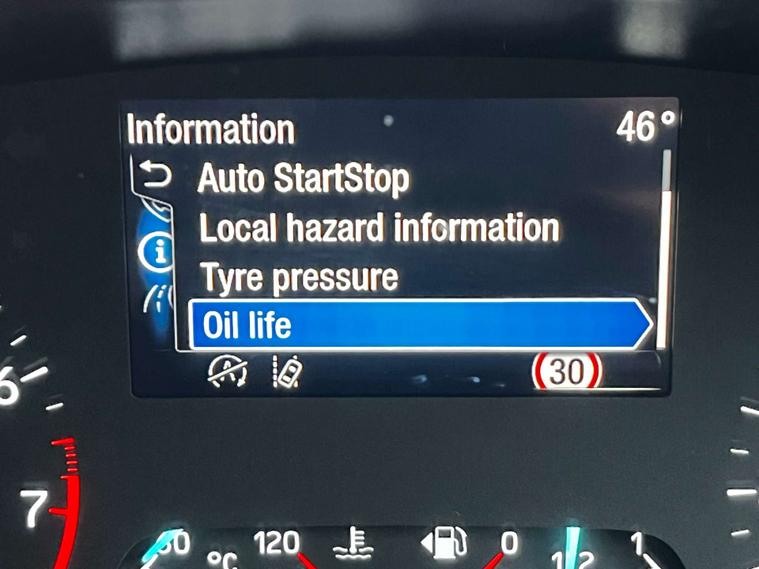 Information 46°
Auto StartStop
Local hazard information
Tyre pressure
Oil life
30
6
7
120 0 1
°C 1/2